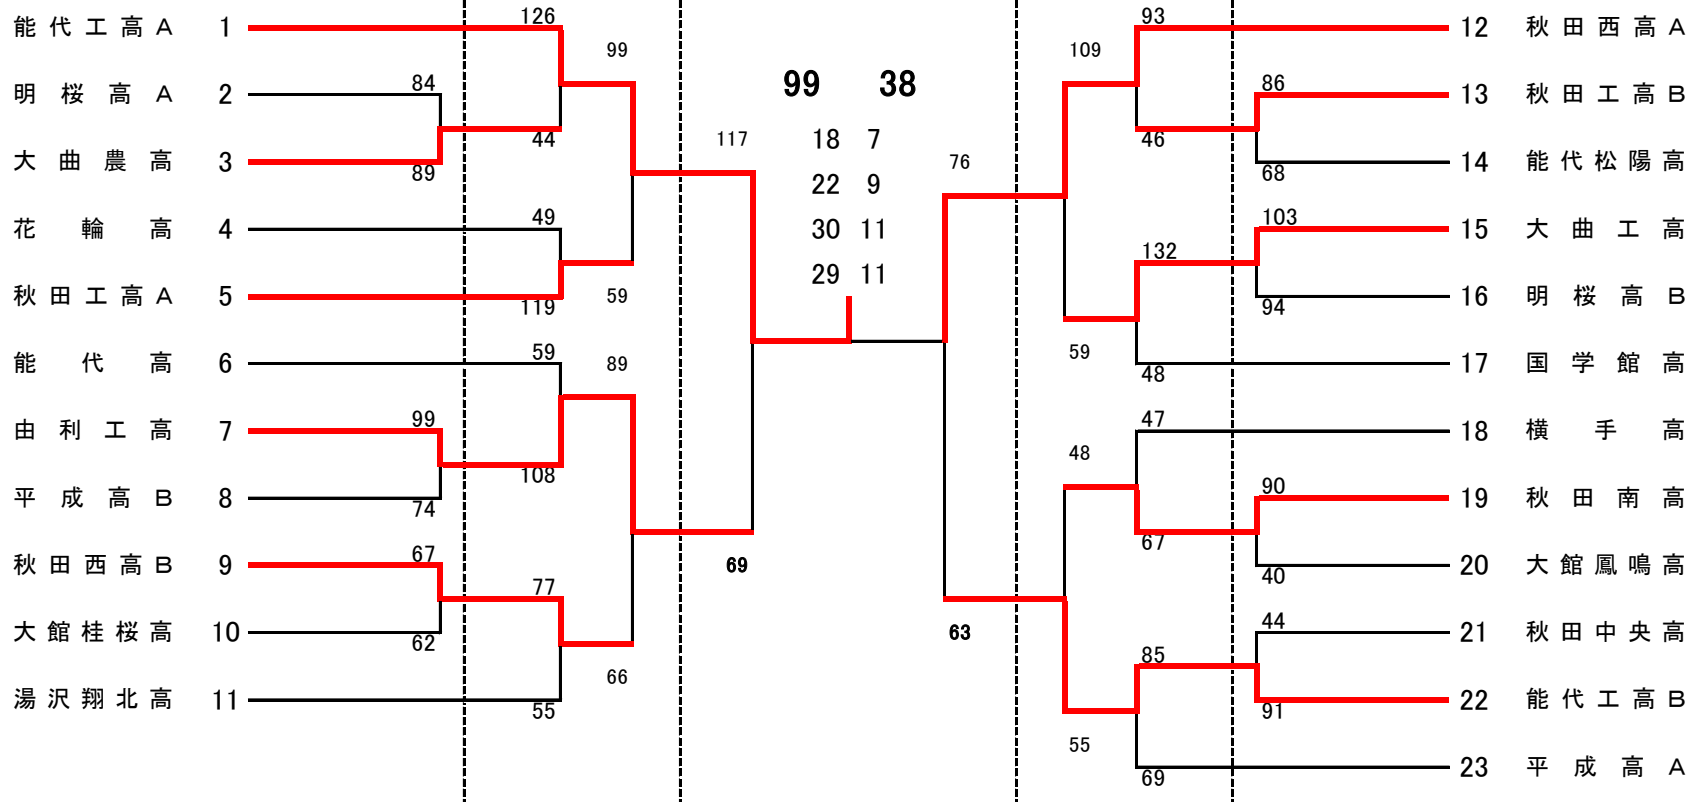 能代工高A 1 126 93 12 秋田西高A
99 109
99 38
明桜高A 2 84 86 13 秋田工高B
44 117 18 7 76 46
大曲農高 3 89 68 14 能代松陽高
22 9
花輪高 4 49 103 15 大曲工高
30 11
132
29 11
秋田工高A 5 119 59 94 16 明桜高B
能代高 6 59 89 59 48 17 国学館高
由利工高 7 99 47 18 横手高
108 48
平成高B 8 74 90 19 秋田南高
67
秋田西高B 9 67 69 40 20 大館鳳鳴高
77
大館桂桜高 10 62 63 44 21 秋田中央高
66 85
湯沢翔北高 11 55 91 22 能代工高B
55
69 23 平成高A